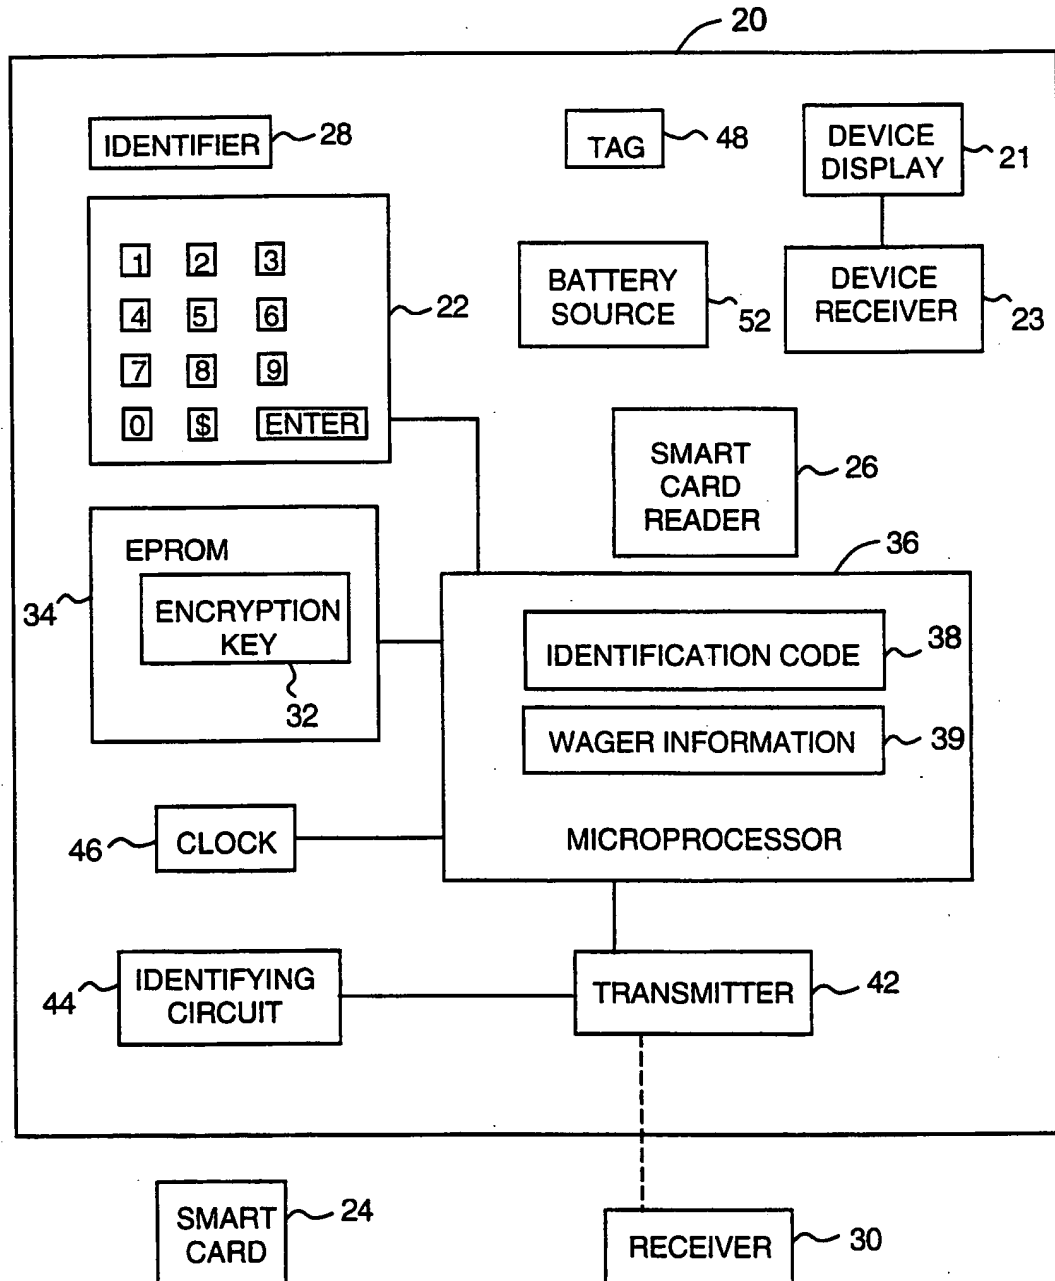 20
IDENTIFIER 28
TAG 48
DEVICE
DISPLAY 21
1 2 3
4 5 6
7 8 9
0 $ ENTER
22
BATTERY
SOURCE 52
DEVICE
RECEIVER 23
SMART
CARD
READER
26
EPROM
ENCRYPTION
KEY
34
32
36
IDENTIFICATION CODE 38
WAGER INFORMATION 39
MICROPROCESSOR
46 CLOCK
44 IDENTIFYING
CIRCUIT
TRANSMITTER 42
SMART
CARD
24
RECEIVER 30